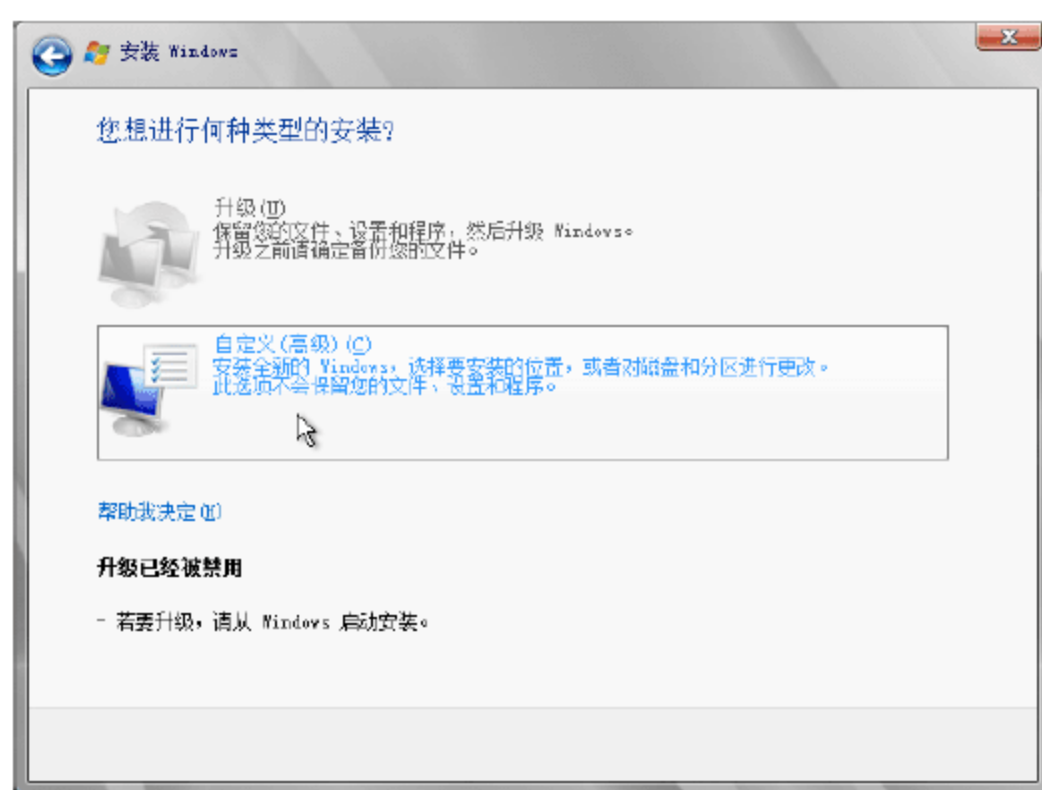 安装 Windows
您想进行何种类型的安装?
升级(U)
保留您的文件、设置和程序，然后升级 Windows。
升级之前请确定备份您的文件。
自定义(高级)(C)
安装全新的 Windows，选择要安装的位置，或者对磁盘和分区进行更改。
此选项不会保留您的文件、设置和程序。
帮助我决定(H)
升级已经被禁用
- 若要升级，请从 Windows 启动安装。